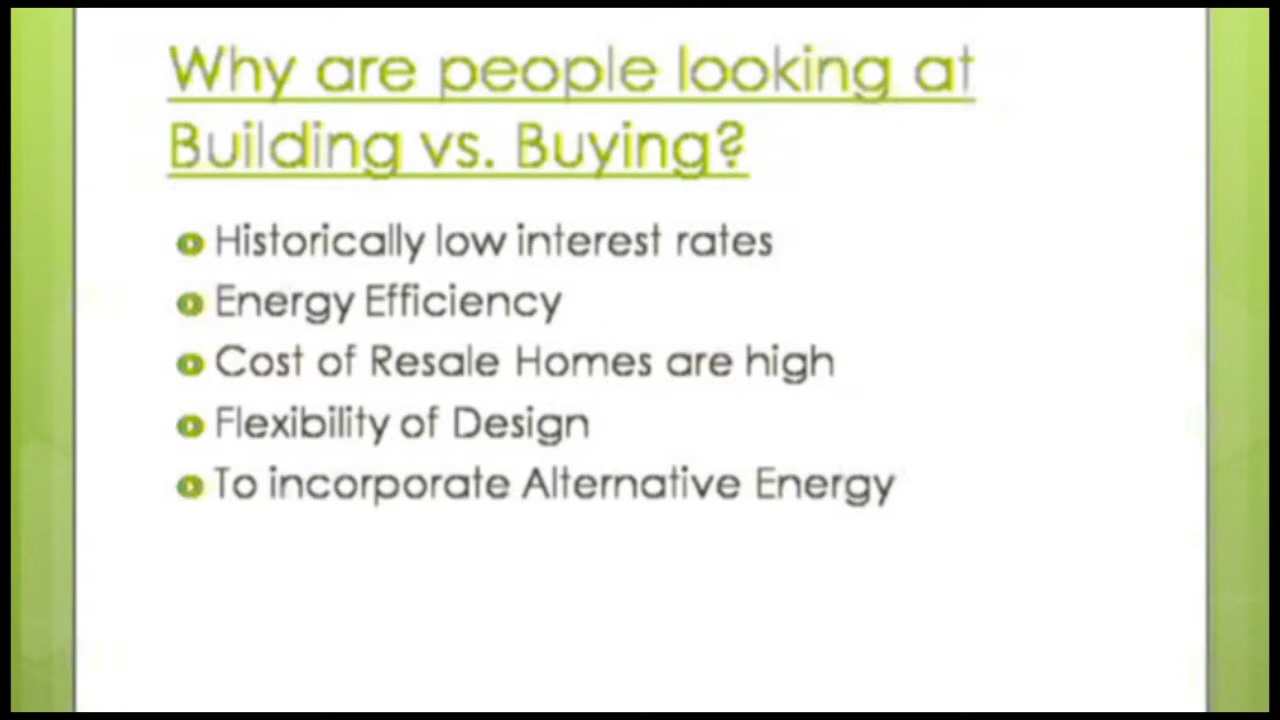 Why are people looking at
Building vs. Buying?
Historically low interest rates
Energy Efficiency
Cost of Resale Homes are high
Flexibility of Design
To incorporate Alternative Energy